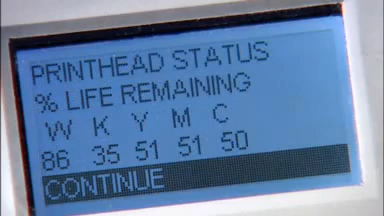 PRINTHEAD STATUS
% LIFE REMAINING
W K Y M C
86 35 51 51 50
CONTINUE